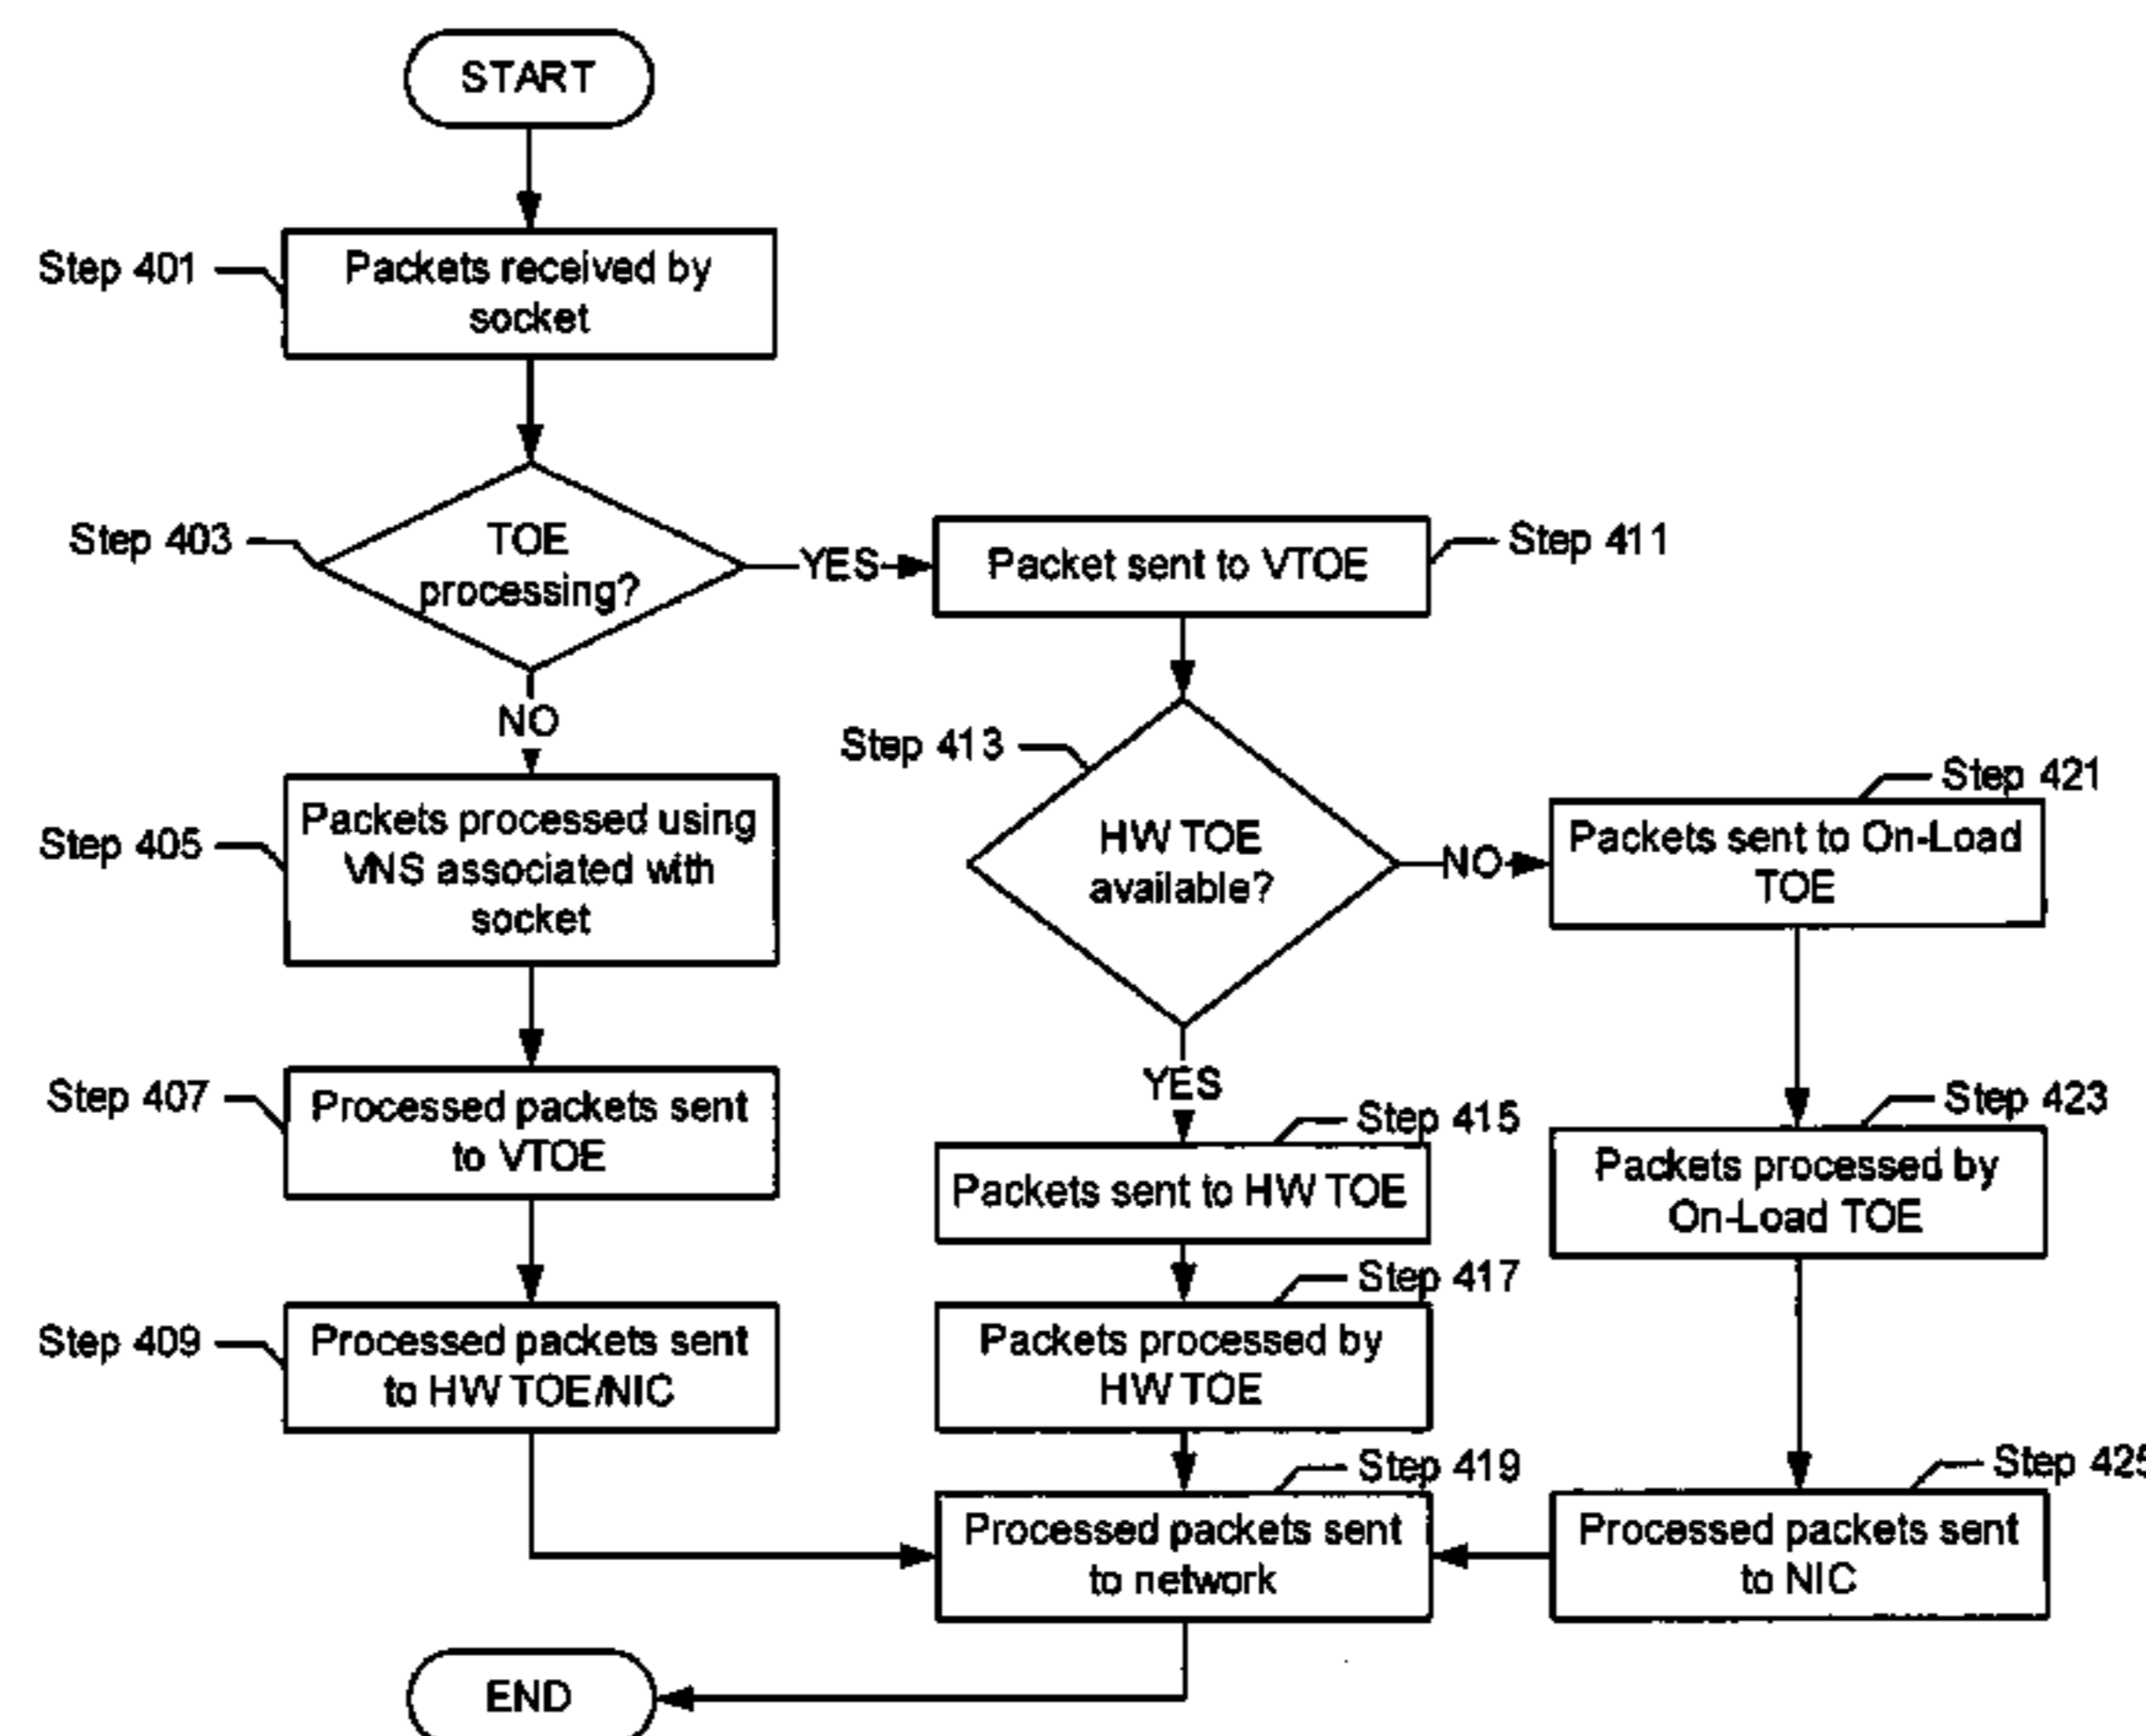 START
Step 401
Packets received by
socket
Step 403
TOE
processing?
YES
Packet sent to VTOE
Step 411
NO
Step 405
Packets processed using
VNS associated with
socket
Step 413
HW TOE
available?
NO
Step 421
Packets sent to On-Load
TOE
YES
Step 407
Processed packets sent
to VTOE
Step 415
Packets sent to HW TOE
Step 423
Packets processed by
On-Load TOE
Step 409
Processed packets sent
to HW TOE/NIC
Step 417
Packets processed by
HW TOE
Step 419
Processed packets sent
to network
Step 425
Processed packets sent
to NIC
END